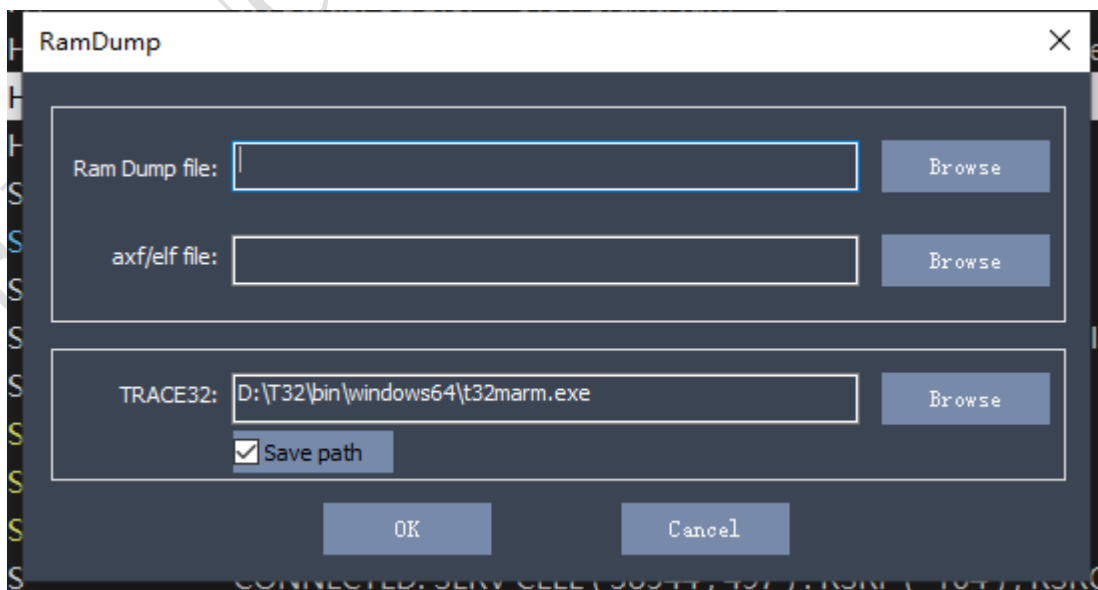 RamDump
Ram Dump file:
Browse
axf/elf file:
Browse
TRACE32:
D:\T32\bin\windows64\t32marm.exe
Browse
Save path
OK
Cancel